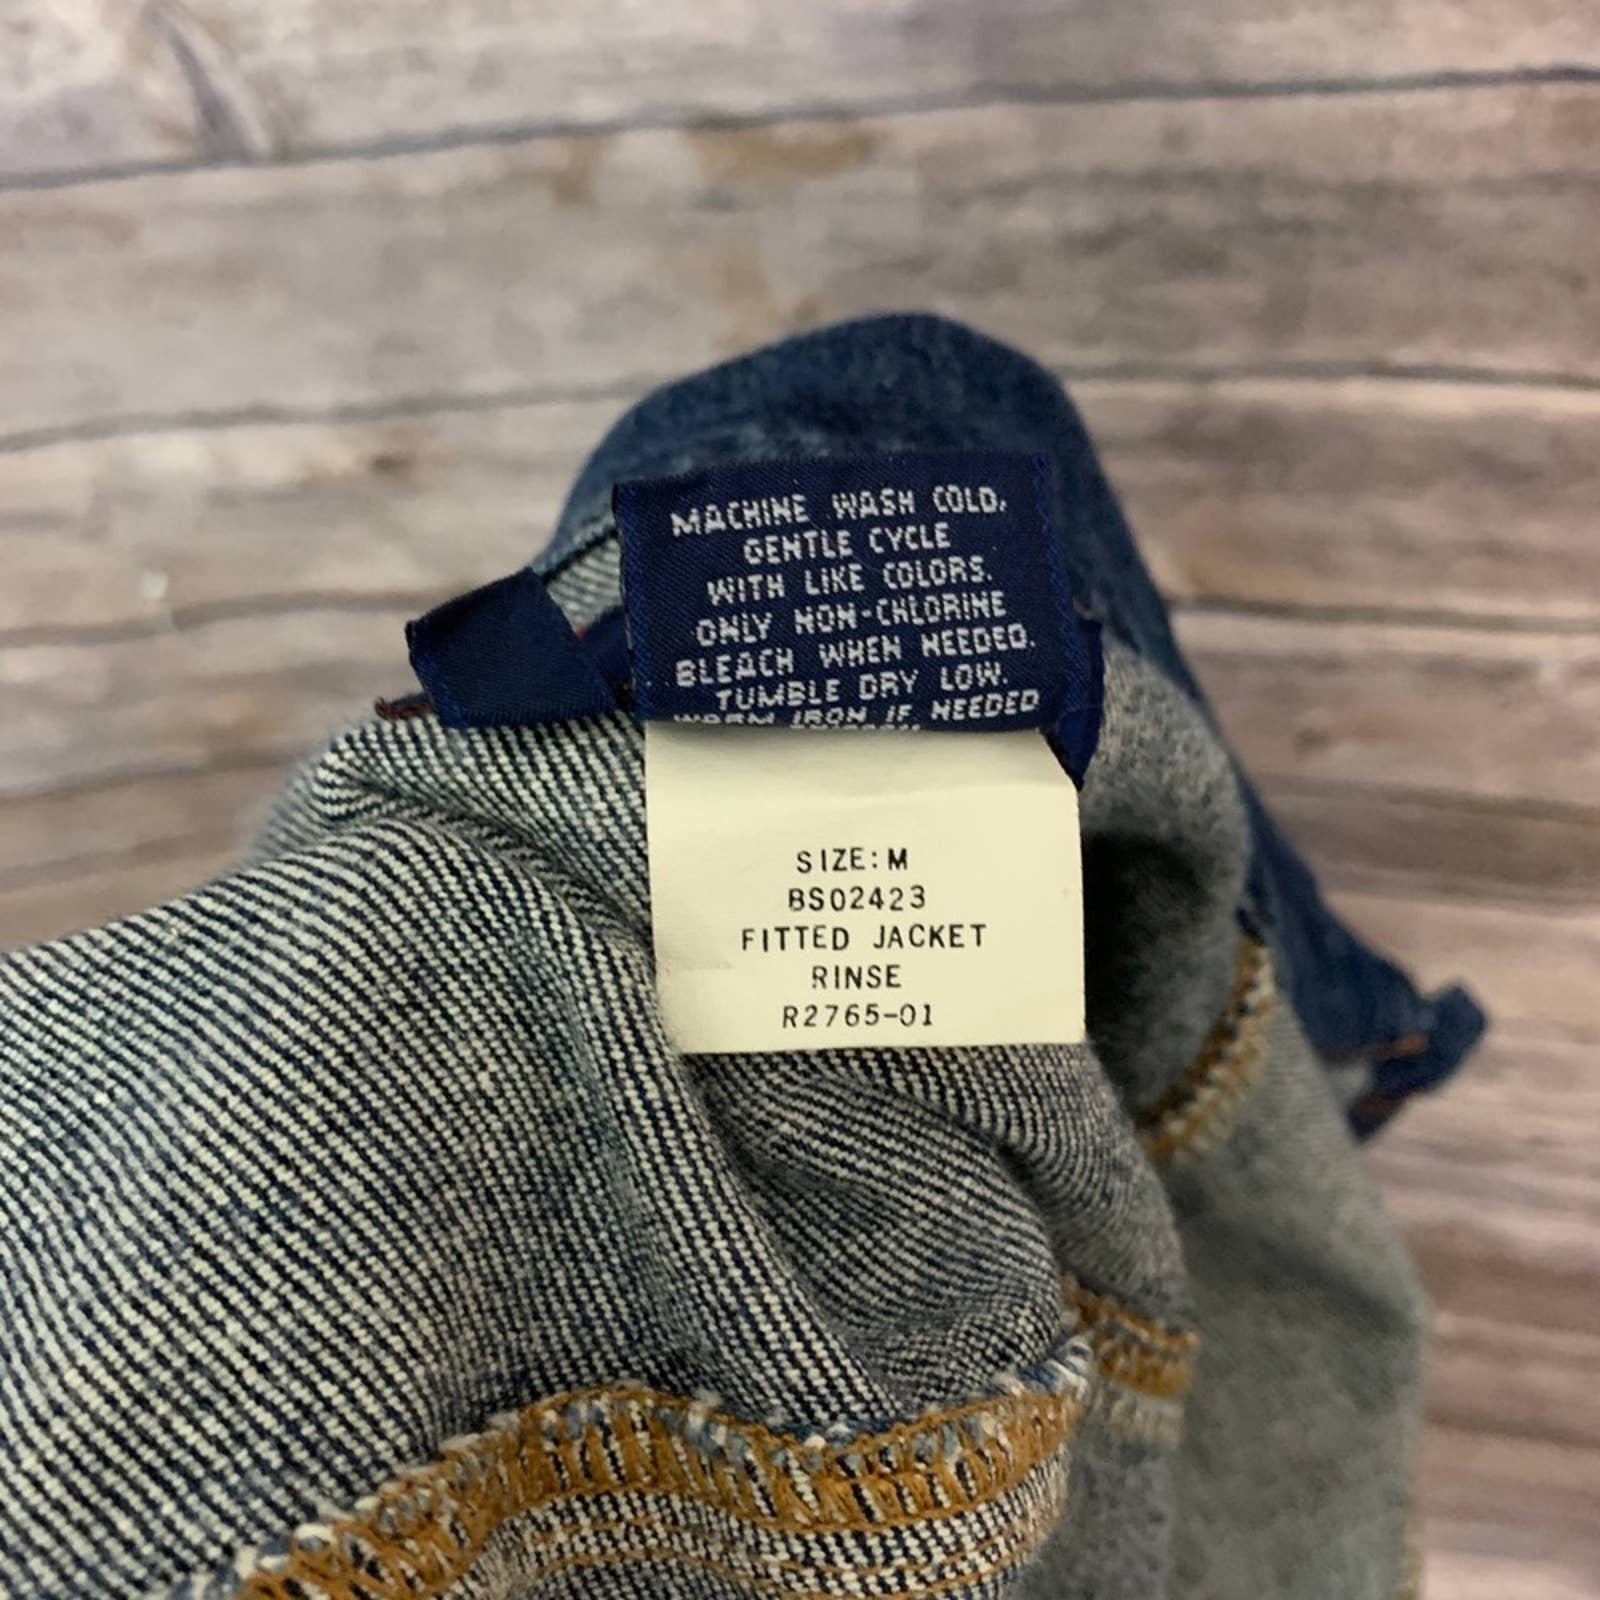 MACHINE WASH COLD,
GENTLE CYCLE
WITH LIKE COLORS.
ONLY NON-CHLORINE
BLEACH WHEN NEEDED.
TUMBLE DRY LOW.
WARM IRON IF NEEDED
SIZE: M
BS02423
FITTED JACKET
RINSE
R2765-01